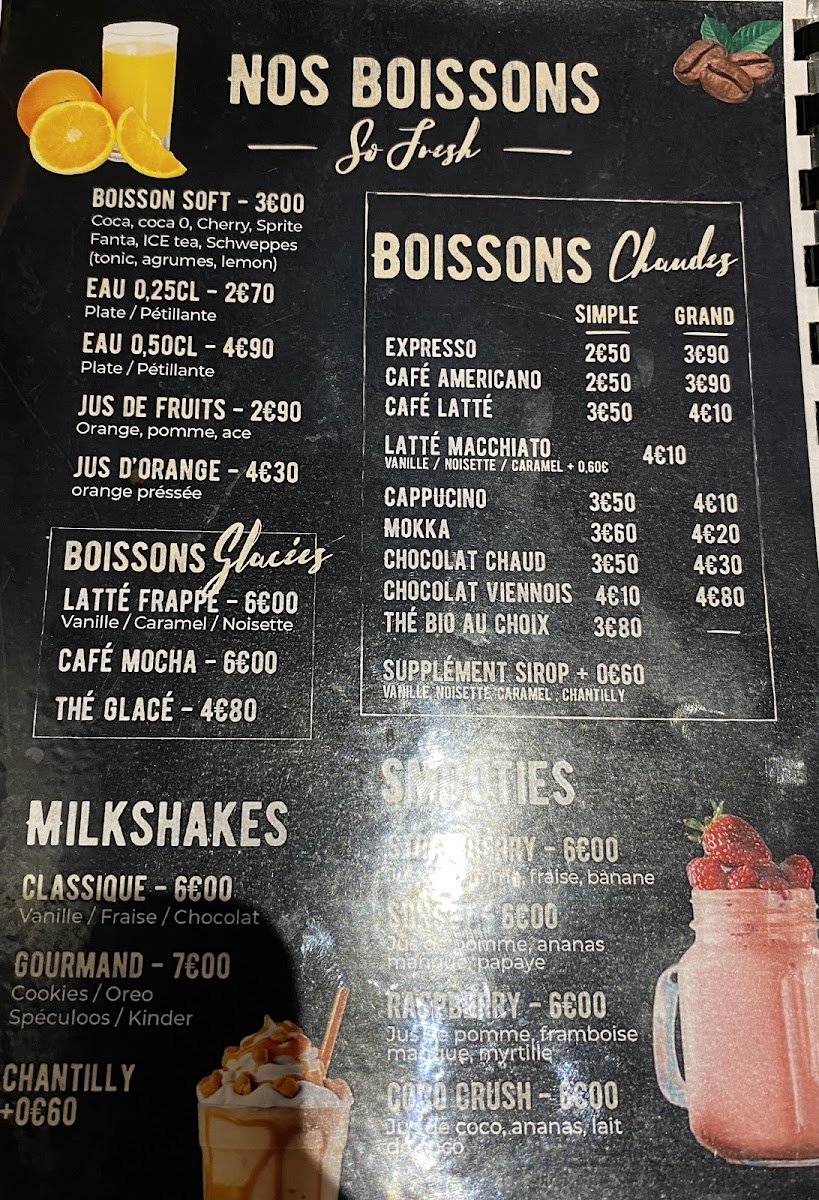 NOS BOISSONS
So Fresh
BOISSON SOFT - 3€00
Coca, coca 0, Cherry, Sprite
Fanta, ICE tea, Schweppes
(tonic, agrumes, lemon)
EAU 0,25CL - 2€70
Plate / Pétillante
EAU 0,50CL - 4€90
Plate / Pétillante
JUS DE FRUITS - 2€90
Orange, pomme, ace
JUS D'ORANGE - 4€30
orange préssée
BOISSONS Glacées
LATTÉ FRAPPÉ - 6€00
Vanille / Caramel / Noisette
CAFÉ MOCHA - 6€00
THÉ GLACÉ - 4€80
BOISSONS Chaudes
SIMPLE GRAND
EXPRESSO 2€50 3€90
CAFÉ AMERICANO 2€50 3€90
CAFÉ LATTÉ 3€50 4€10
LATTÉ MACCHIATO 4€10
VANILLE / NOISETTE / CARAMEL + 0,60€
CAPPUCINO 3€50 4€10
MOKKA 3€60 4€20
CHOCOLAT CHAUD 3€50 4€30
CHOCOLAT VIENNOIS 4€10 4€80
THÉ BIO AU CHOIX 3€80 —
SUPPLÉMENT SIROP + 0€60
VANILLE, NOISETTE, CARAMEL , CHANTILLY
MILKSHAKES
CLASSIQUE - 6€00
Vanille / Fraise / Chocolat
GOURMAND - 7€00
Cookies / Oreo
Spéculoos / Kinder
CHANTILLY
+0€60
SMOOTIES
- 6€00
fraise, banane
- 6€00
Jus de pomme, ananas
mangue, papaye
RASPBERRY - 6€00
Jus de pomme, framboise
mangue, myrtille
COCO CRUSH - 6€00
Jus de coco, ananas, lait
de coco